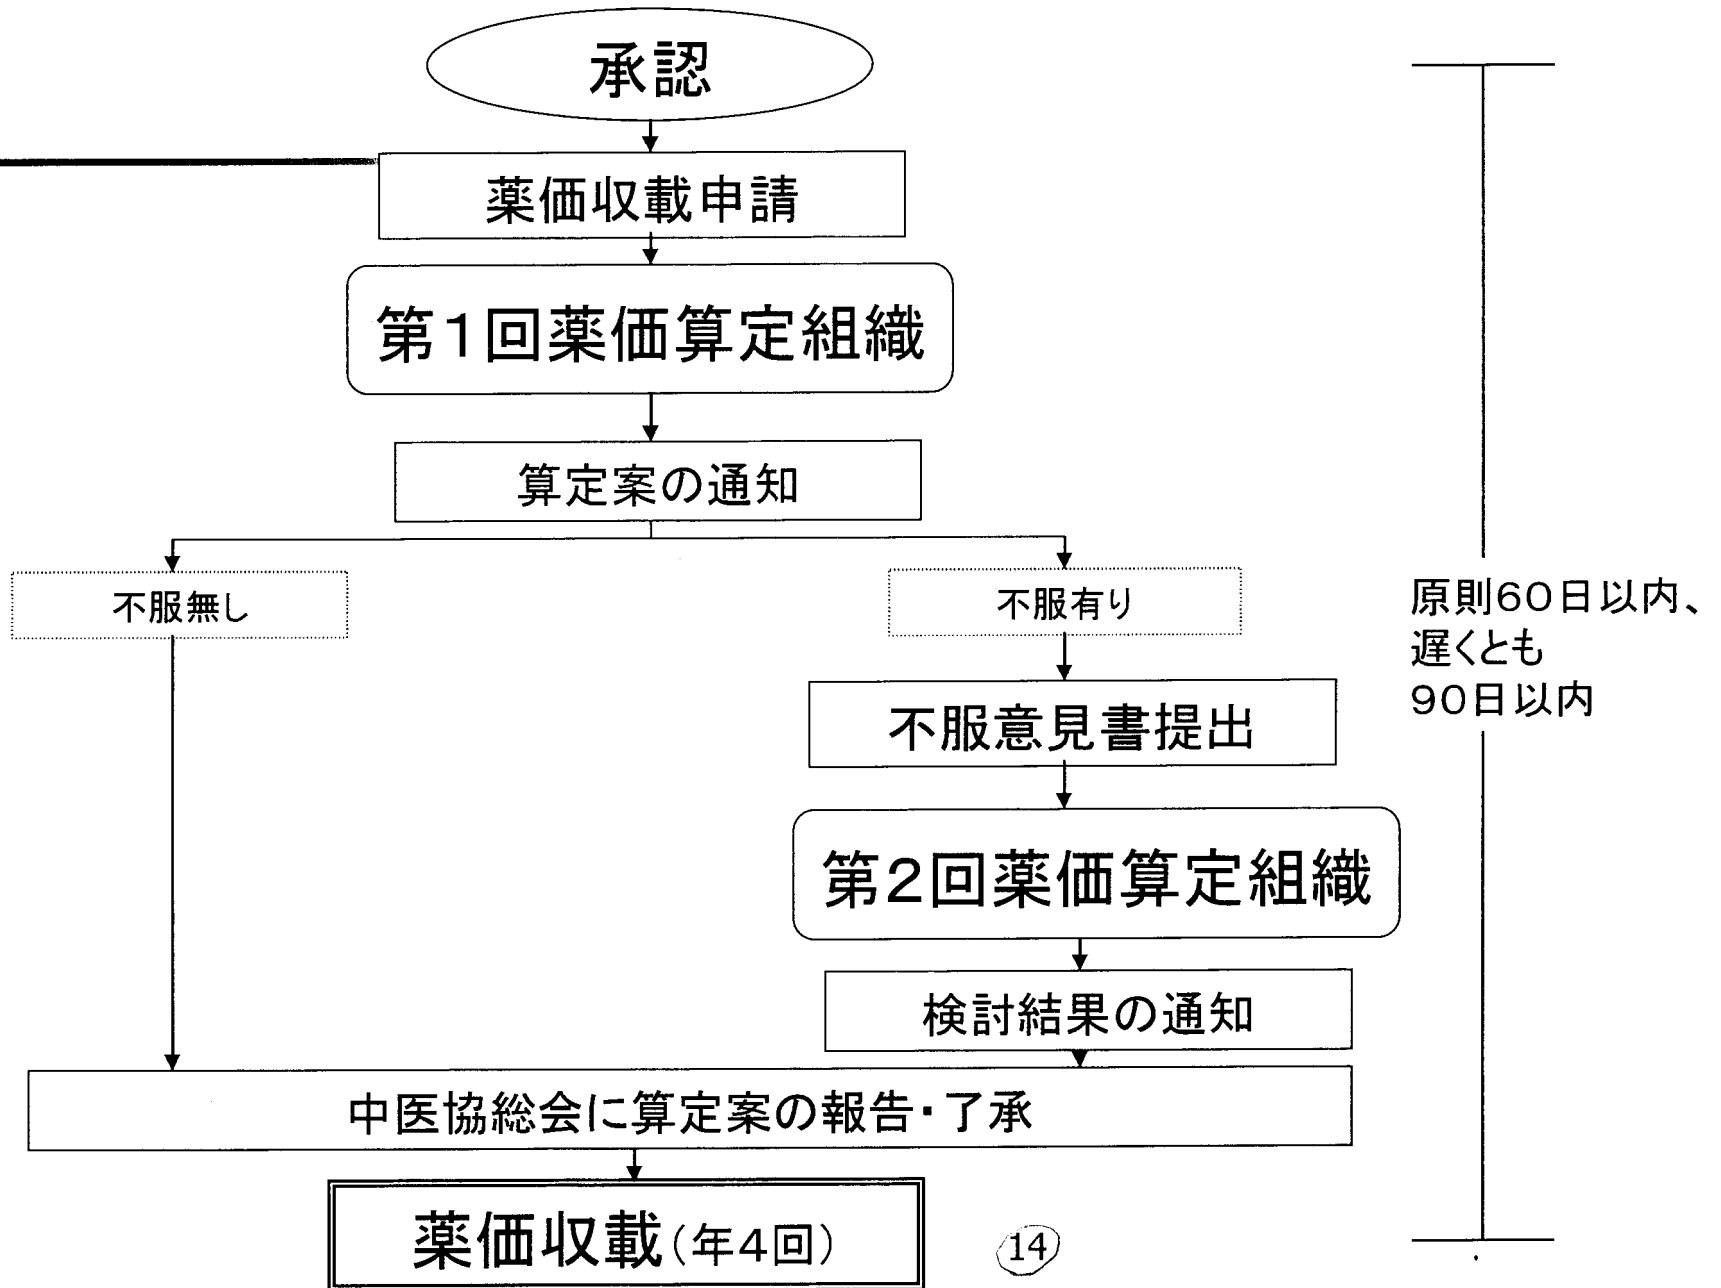 承認
薬価収載申請
第1回薬価算定組織
算定案の通知
不服無し
不服有り
不服意見書提出
第2回薬価算定組織
検討結果の通知
中医協総会に算定案の報告・了承
薬価収載(年4回)
原則60日以内、
遅くとも
90日以内
14